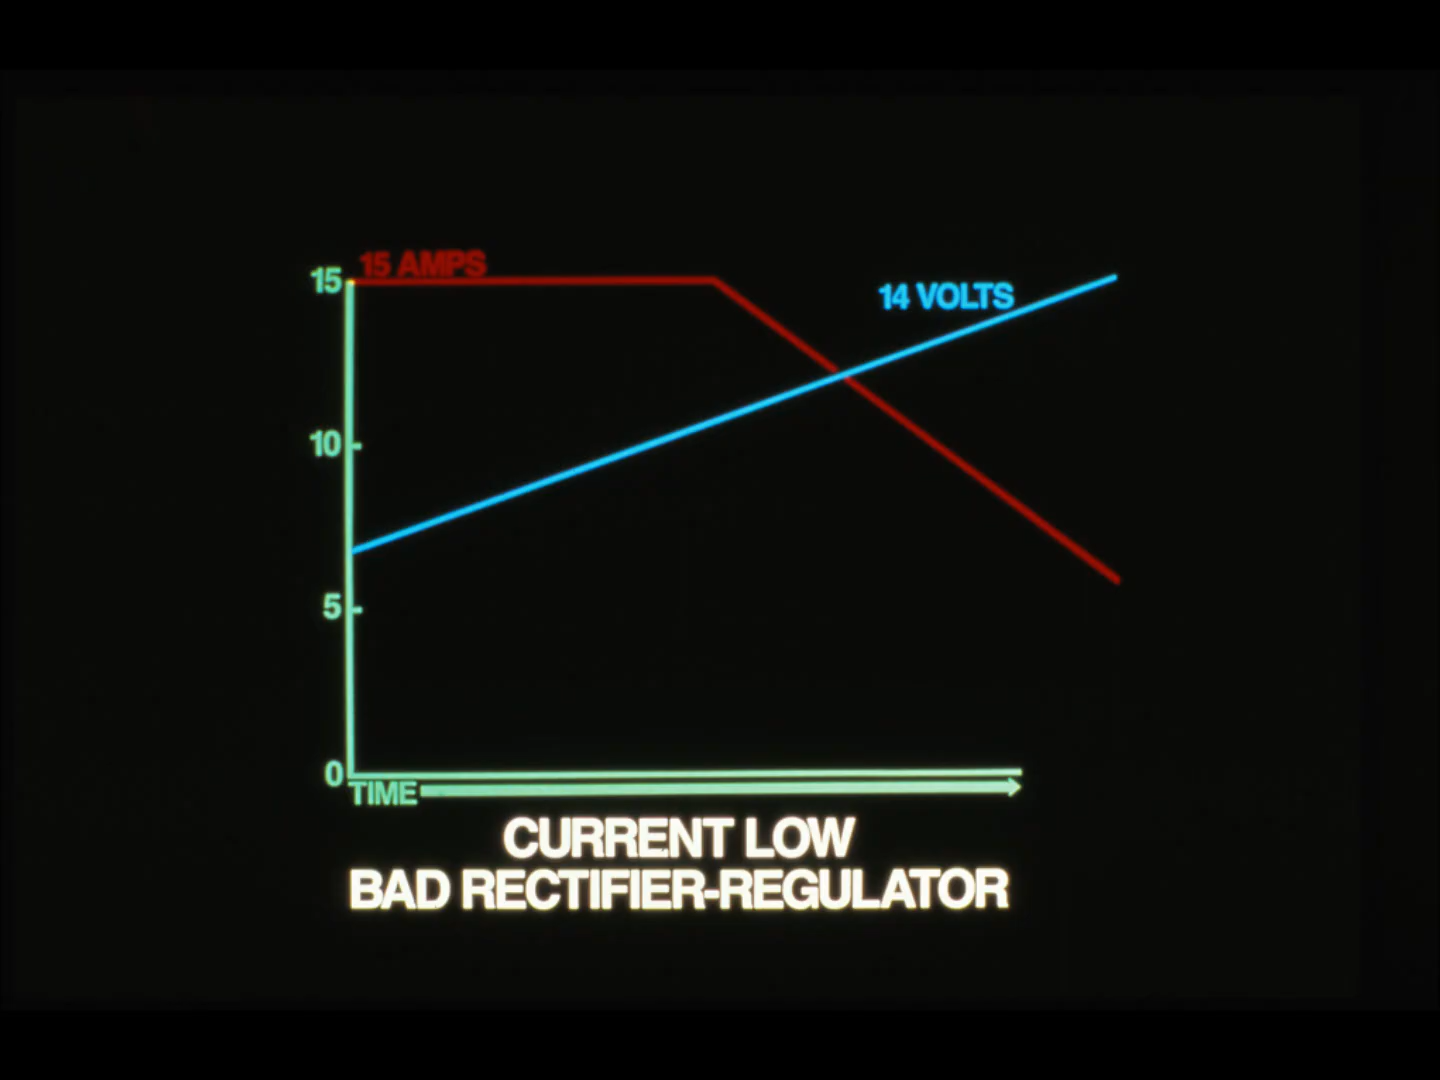 15 AMPS
15
14 VOLTS
10
5
0
TIME
CURRENT LOW
BAD RECTIFIER-REGULATOR